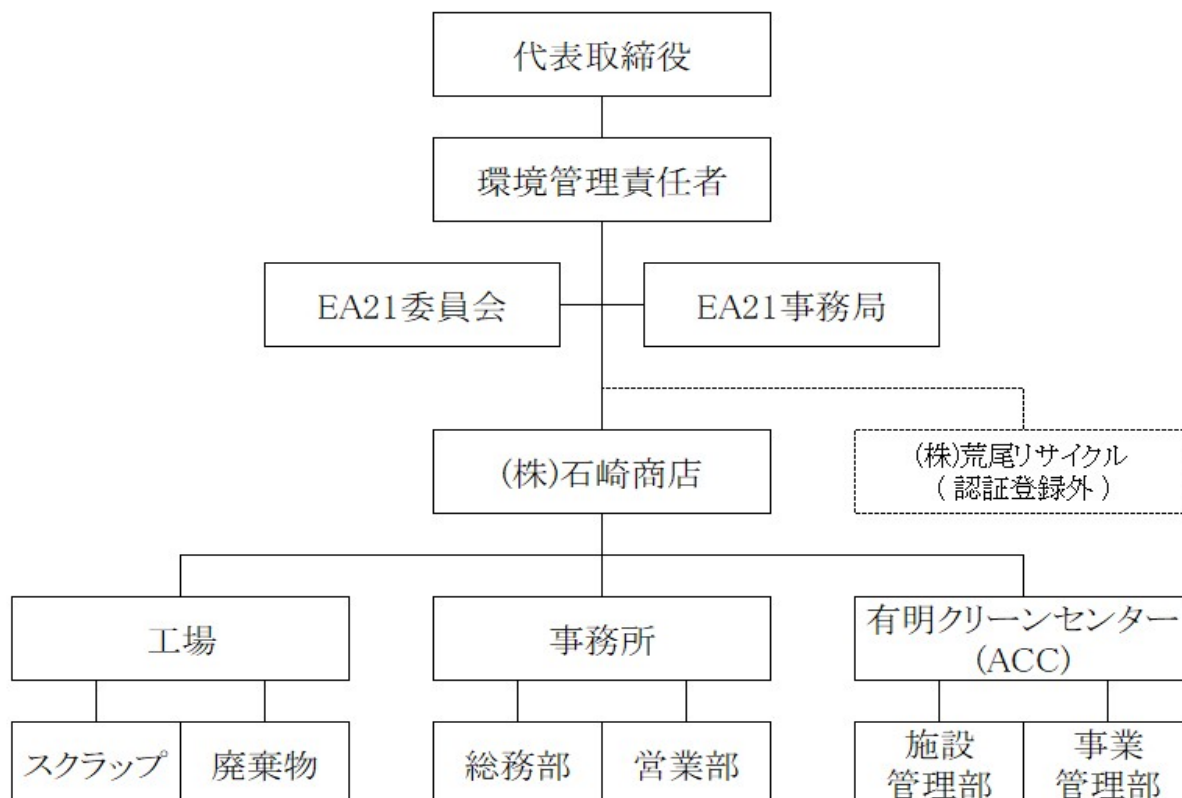 代表取締役
環境管理責任者
EA21委員会
EA21事務局
(株)石崎商店
(株)荒尾リサイクル
(認証登録外)
工場
事務所
有明クリーンセンター
(ACC)
スクラップ
廃棄物
総務部
営業部
施設
管理部
事業
管理部